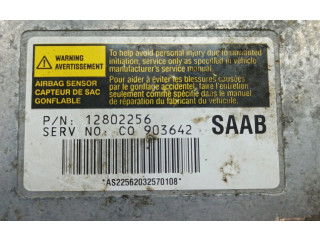 WARNING
AVERTISSEMENT
AIRBAG SENSOR
CAPTEUR DE SAC
GONFLABLE
To help avoid personal injury due to unwanted
initiation, service only as specified in vehicle
manufacturer's service manual.
Pour aider à éviter les blessures causées
par le gonflage accidentel, faire l'entretien
seulement comme spécifié dans le manuel
de réparation du fabricant du véhicule.
P/N: 12802256
SERV NO. CO 903642
SAAB
*AS22562032570108*